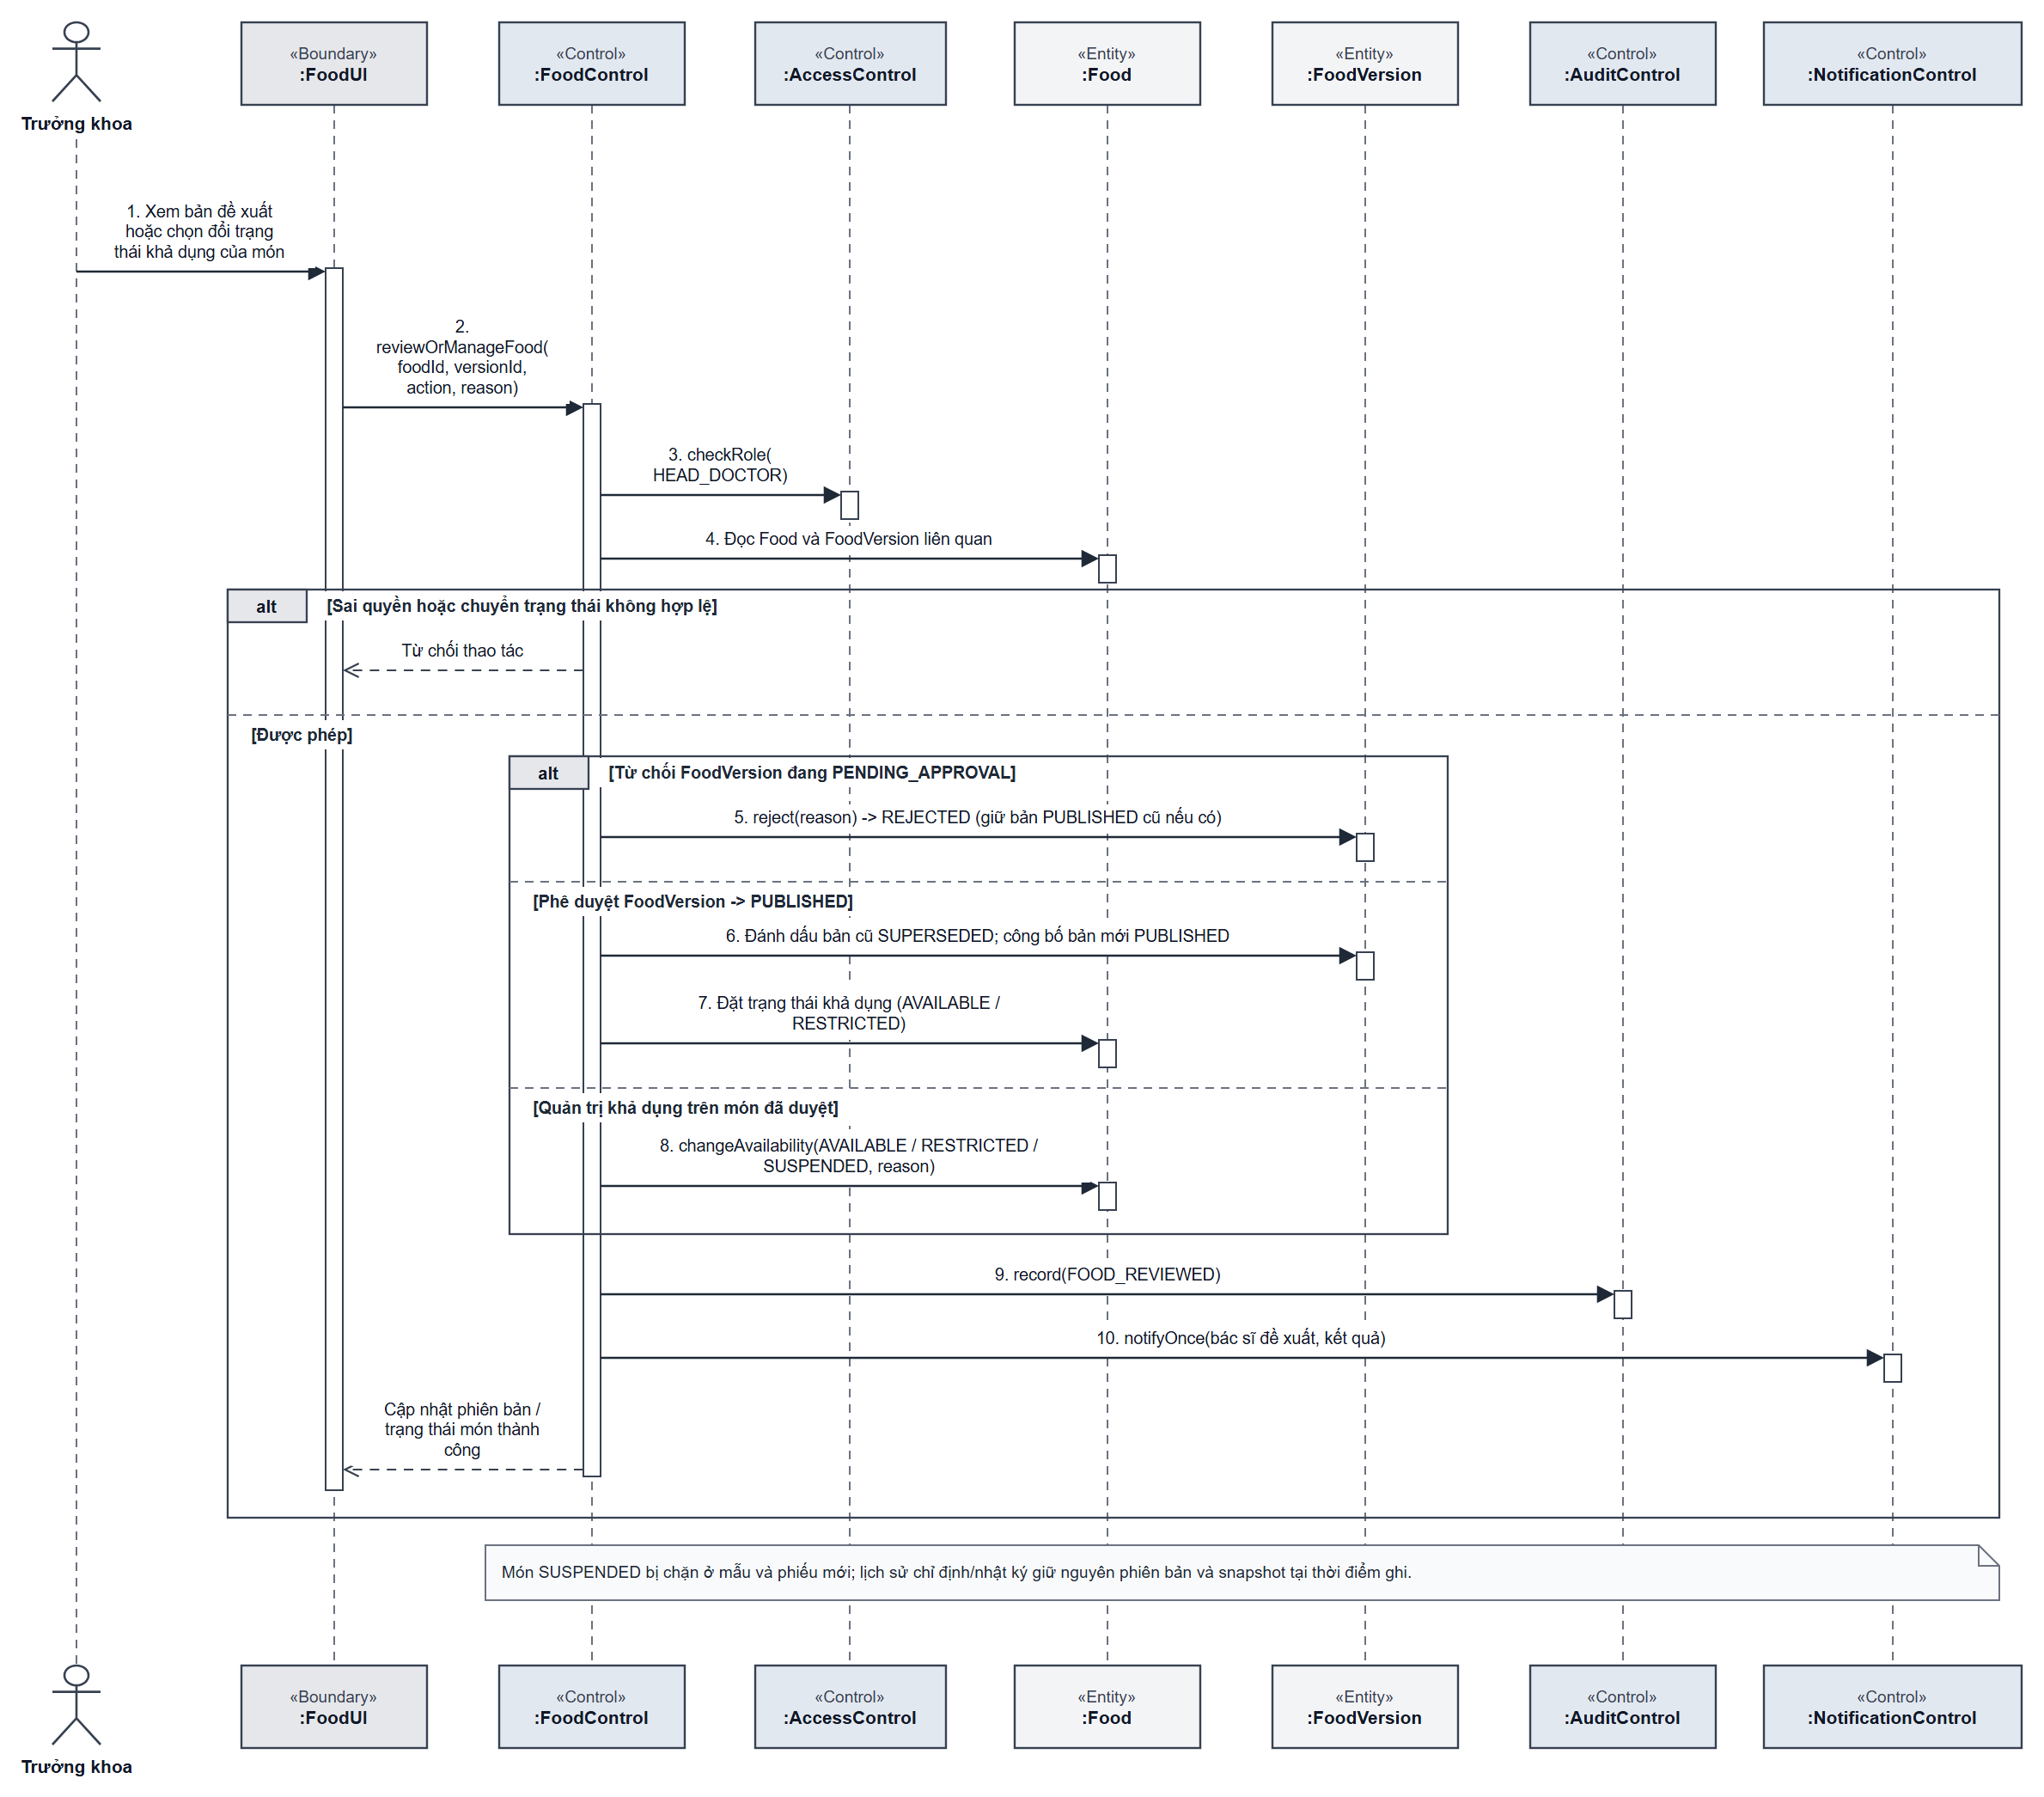 «Boundary»
:FoodUI
«Control»
:FoodControl
«Control»
:AccessControl
«Entity»
:Food
«Entity»
:FoodVersion
«Control»
:AuditControl
«Control»
:NotificationControl
Trưởng khoa
1. Xem bản đề xuất
hoặc chọn đổi trạng
thái khả dụng của món
2.
reviewOrManageFood(
foodId, versionId,
action, reason)
3. checkRole(
HEAD_DOCTOR)
4. Đọc Food và FoodVersion liên quan
alt
[Sai quyền hoặc chuyển trạng thái không hợp lệ]
Từ chối thao tác
[Được phép]
alt
[Từ chối FoodVersion đang PENDING_APPROVAL]
5. reject(reason) -> REJECTED (giữ bản PUBLISHED cũ nếu có)
[Phê duyệt FoodVersion -> PUBLISHED]
6. Đánh dấu bản cũ SUPERSEDED; công bố bản mới PUBLISHED
7. Đặt trạng thái khả dụng (AVAILABLE /
RESTRICTED)
[Quản trị khả dụng trên món đã duyệt]
8. changeAvailability(AVAILABLE / RESTRICTED /
SUSPENDED, reason)
9. record(FOOD_REVIEWED)
10. notifyOnce(bác sĩ đề xuất, kết quả)
Cập nhật phiên bản /
trạng thái món thành
công
Món SUSPENDED bị chặn ở mẫu và phiếu mới; lịch sử chỉ định/nhật ký giữ nguyên phiên bản và snapshot tại thời điểm ghi.
«Boundary»
:FoodUI
«Control»
:FoodControl
«Control»
:AccessControl
«Entity»
:Food
«Entity»
:FoodVersion
«Control»
:AuditControl
«Control»
:NotificationControl
Trưởng khoa